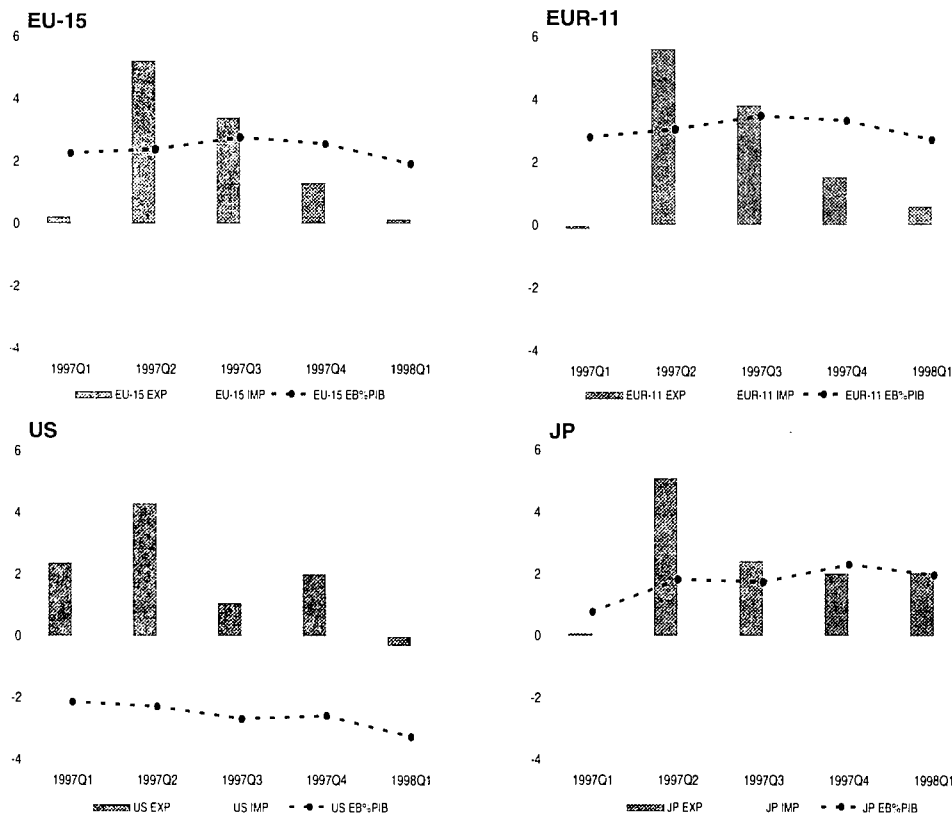 EU-15
6
4
2
0
-2
-4
1997Q1 1997Q2 1997Q3 1997Q4 1998Q1
EU-15 EXP EU-15 IMP EU-15 EB%PIB
EUR-11
6
4
2
0
-2
-4
1997Q1 1997Q2 1997Q3 1997Q4 1998Q1
EUR-11 EXP EUR-11 IMP EUR-11 EB%PIB
US
6
4
2
0
-2
-4
1997Q1 1997Q2 1997Q3 1997Q4 1998Q1
US EXP US IMP US EB%PIB
JP
6
4
2
0
-2
-4
1997Q1 1997Q2 1997Q3 1997Q4 1998Q1
JP EXP JP IMP JP EB%PIB